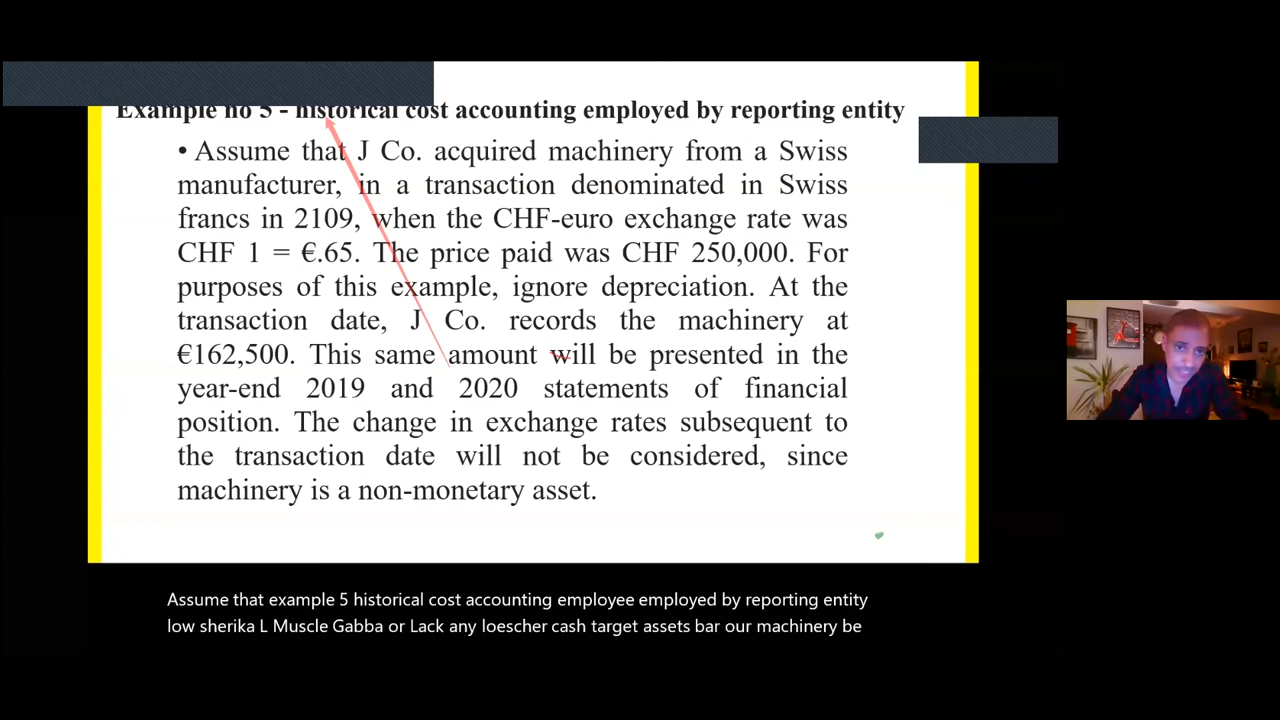 Example no 5 - historical cost accounting employed by reporting entity
• Assume that J Co. acquired machinery from a Swiss
manufacturer, in a transaction denominated in Swiss
francs in 2109, when the CHF-euro exchange rate was
CHF 1 = €.65. The price paid was CHF 250,000. For
purposes of this example, ignore depreciation. At the
transaction date, J Co. records the machinery at
€162,500. This same amount will be presented in the
year-end 2019 and 2020 statements of financial
position. The change in exchange rates subsequent to
the transaction date will not be considered, since
machinery is a non-monetary asset.
Assume that example 5 historical cost accounting employee employed by reporting entity
low sherika L Muscle Gabba or Lack any loescher cash target assets bar our machinery be